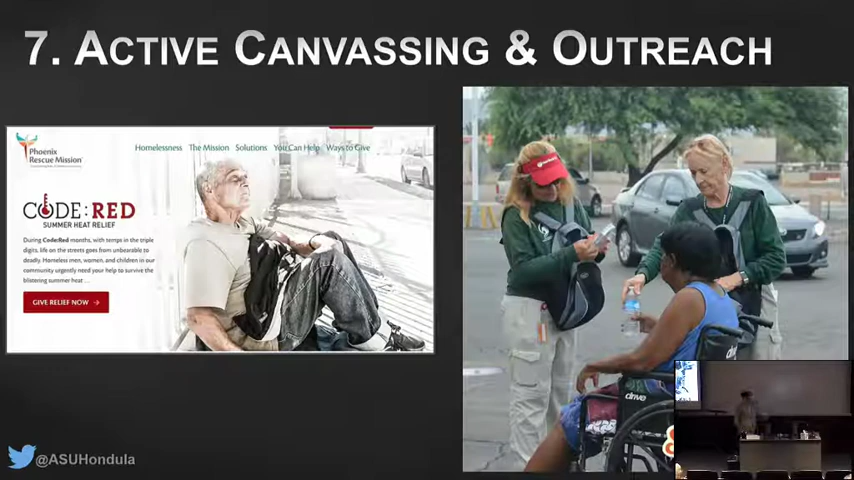 7. ACTIVE CANVASSING & OUTREACH
Phoenix
Rescue Mission
Homelessness The Mission Solutions You Can Help Ways to Give
CODE:RED
SUMMER HEAT RELIEF
During Code:Red months, with temps in the triple
digits, life on the streets goes from unbearable to
deadly. Homeless men, women, and children in our
community urgently need your help to survive the
blistering summer heat ...
GIVE RELIEF NOW →
drive
@ASUHondula